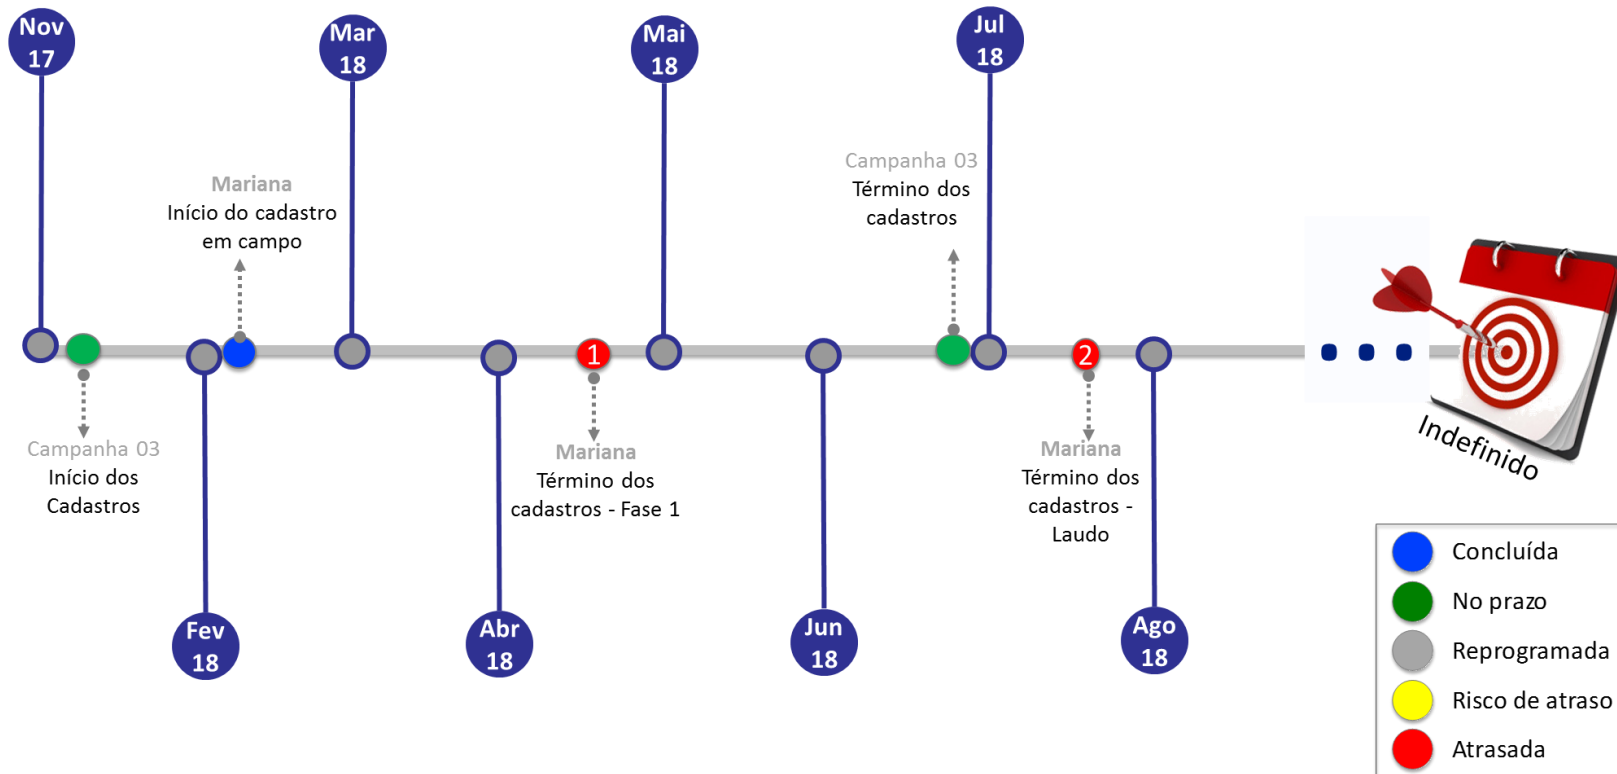 Nov
17
Mar
18
Mai
18
Jul
18
Campanha 03
Término dos
cadastros
Mariana
Início do cadastro
em campo
1
2
Campanha 03
Início dos
Cadastros
Mariana
Término dos
cadastros - Fase 1
Mariana
Término dos
cadastros -
Laudo
Indefinido
Fev
18
Abr
18
Jun
18
Ago
18
Concluída
No prazo
Reprogramada
Risco de atraso
Atrasada